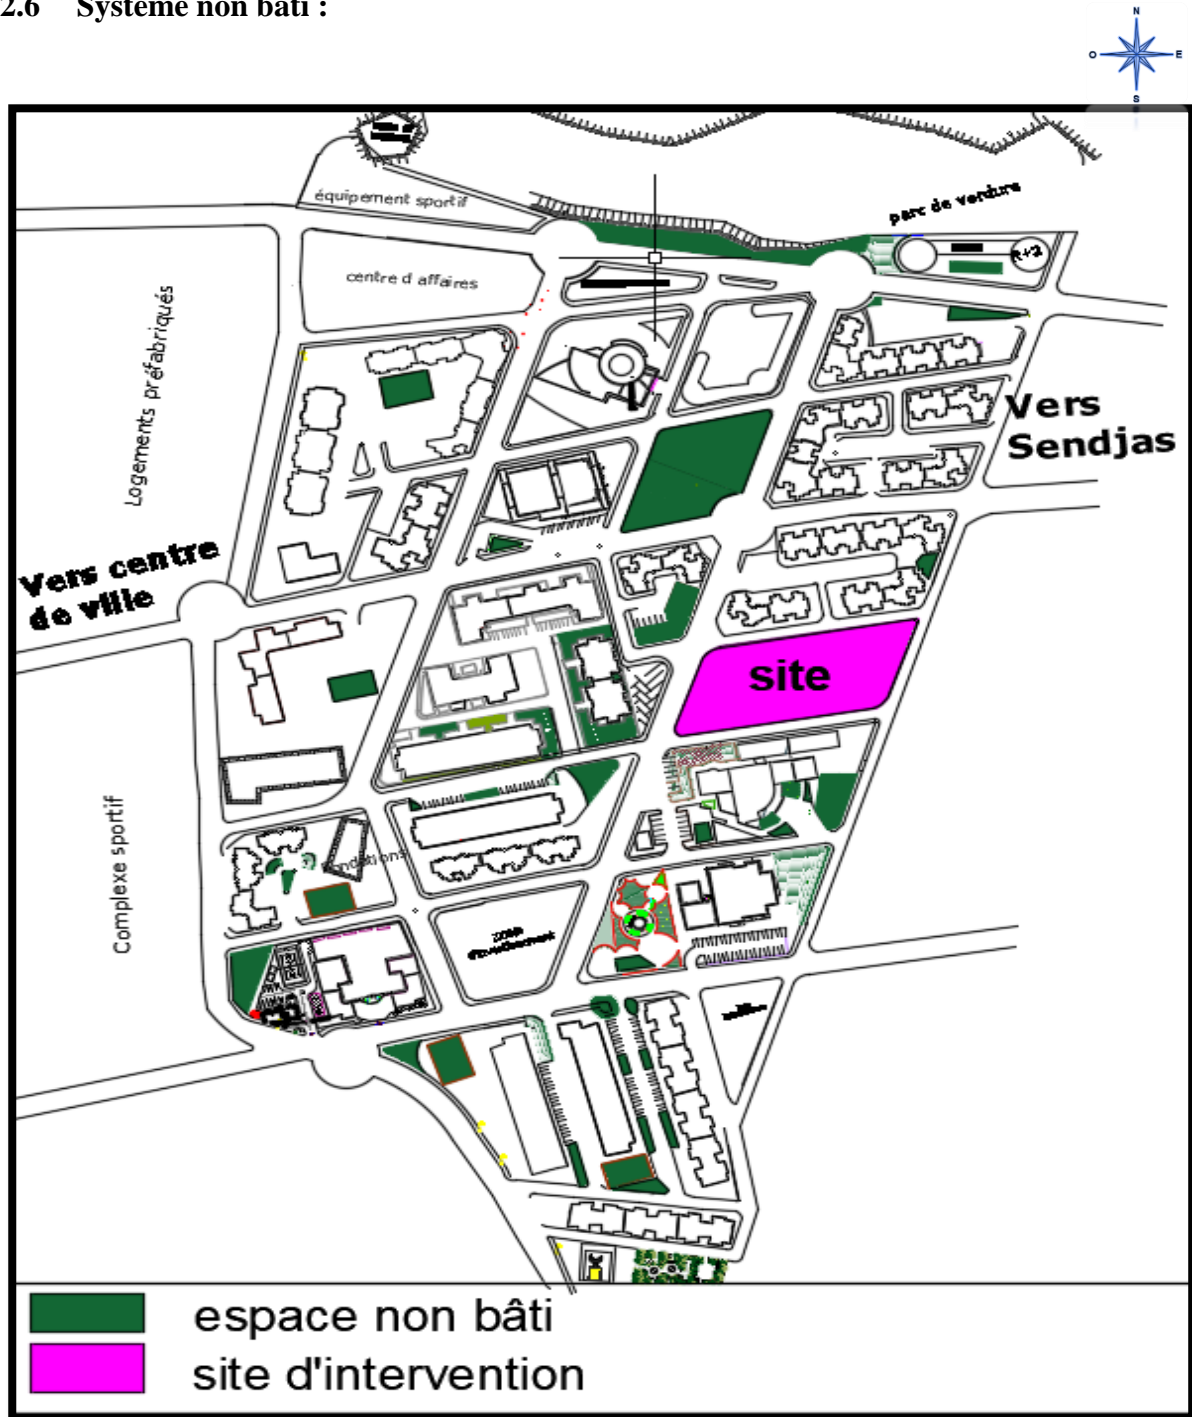 2.6 Système non bâti :
N
O E
S
équipement sportif
parc de verdure
R+2
centre d affaires
Logements préfabriqués
Vers
Sendjas
Vers centre
de ville
site
Complexe sportif
d'investissement
espace non bâti
site d'intervention